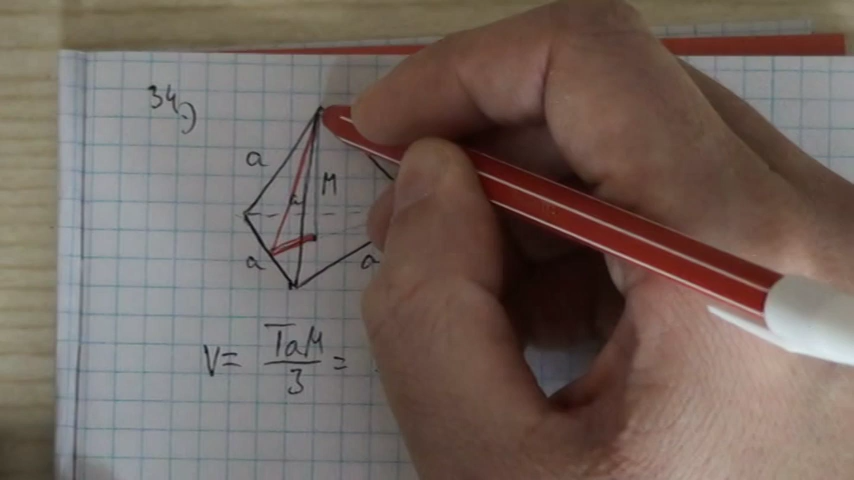 34,)
a
M
a
a
a
V = TaM/3 =